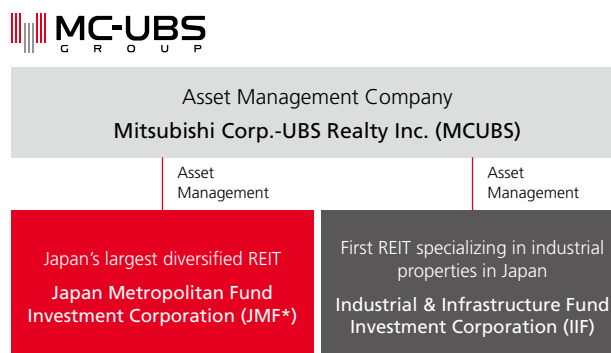 MC-UBS
GROUP
Asset Management Company
Mitsubishi Corp.-UBS Realty Inc. (MCUBS)
Asset
Management
Asset
Management
Japan's largest diversified REIT
Japan Metropolitan Fund
Investment Corporation (JMF*)
First REIT specializing in industrial
properties in Japan
Industrial & Infrastructure Fund
Investment Corporation (IIF)